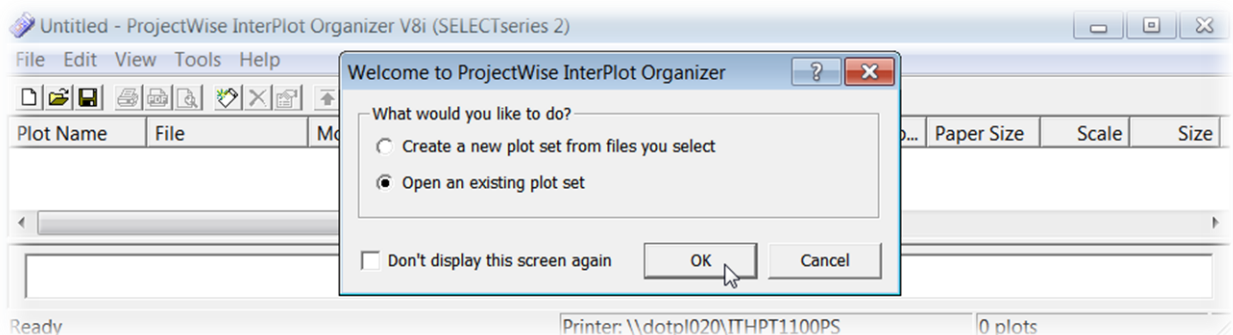 Untitled - ProjectWise InterPlot Organizer V8i (SELECTseries 2)
File Edit View Tools Help
Welcome to ProjectWise InterPlot Organizer
What would you like to do?
Plot Name File Paper Size Scale Size
Create a new plot set from files you select
Open an existing plot set
Don't display this screen again OK Cancel
Ready Printer: \\dotpl020\ITHPT1100PS 0 plots